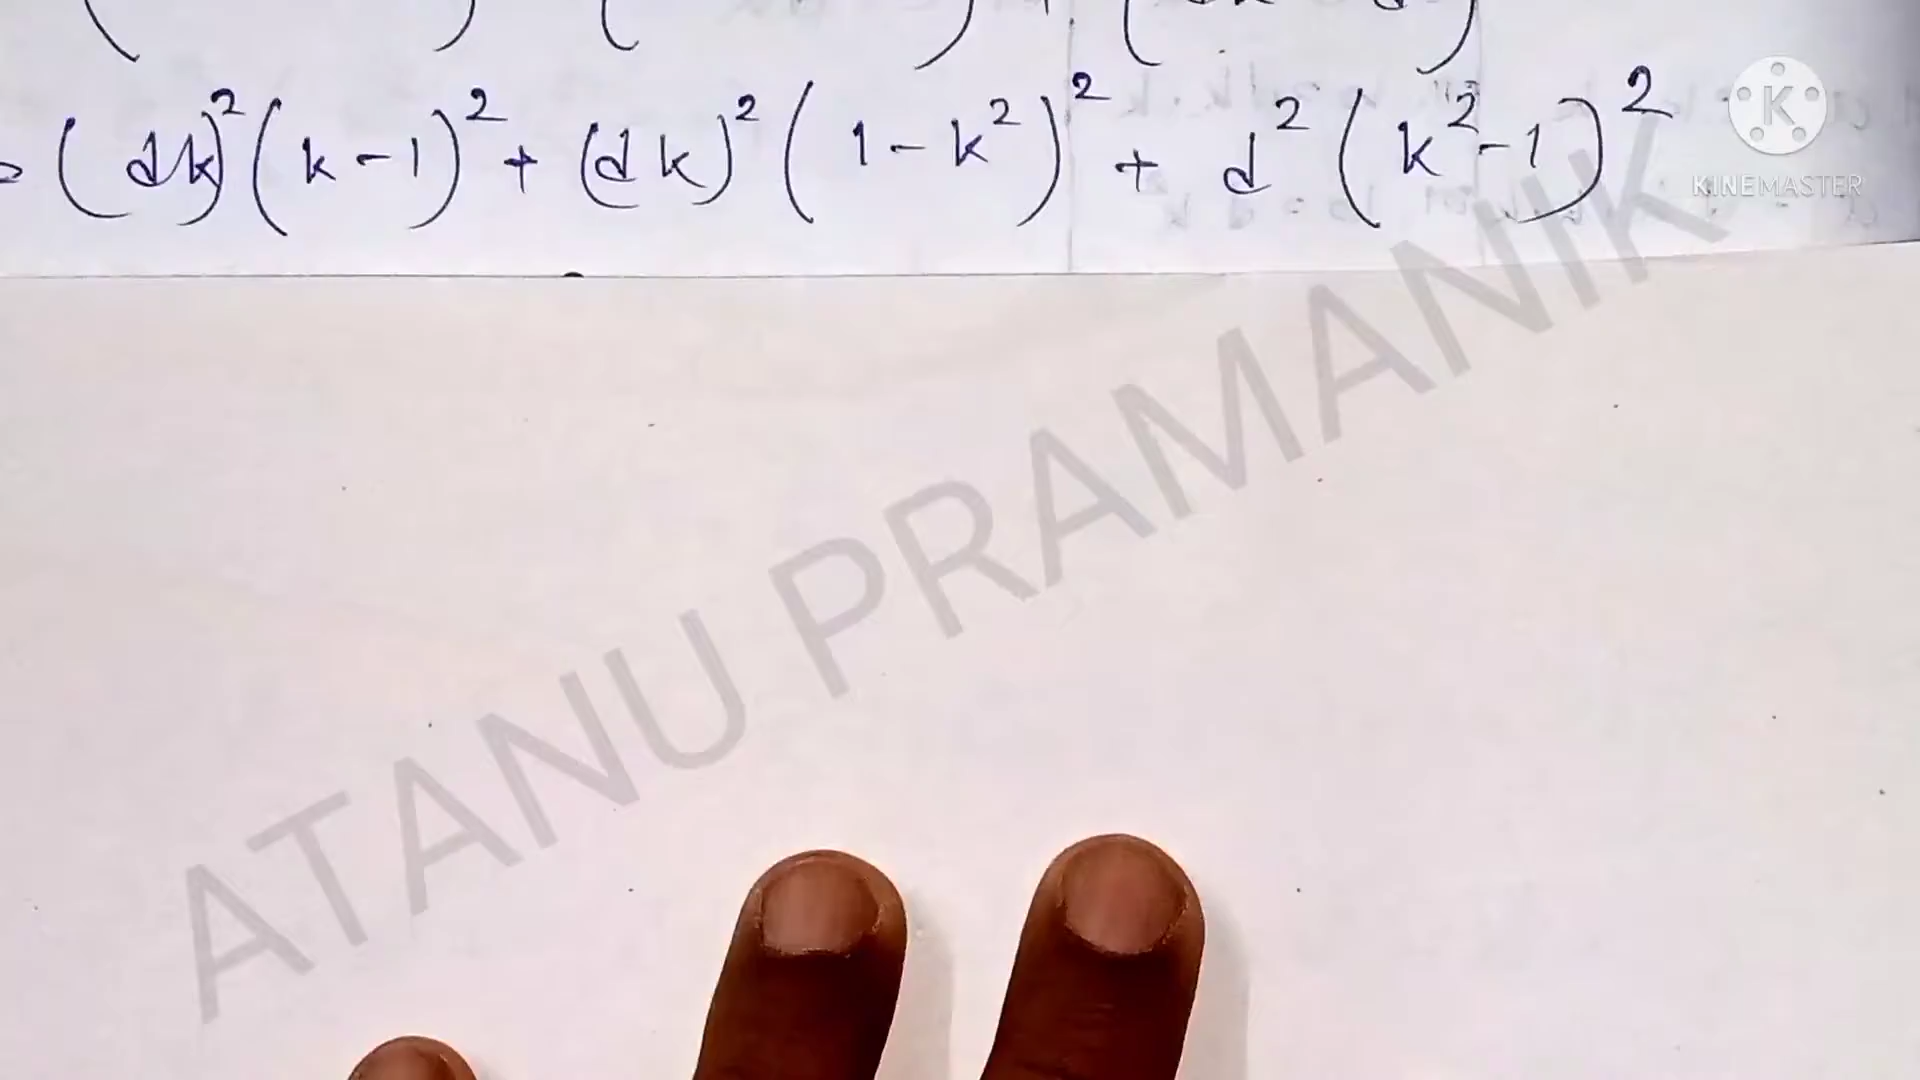 = (dk)²(k-1)² + (dk)²(1-k²)² + d²(k²-1)²
KINEMASTER
ATANU PRAMANIK